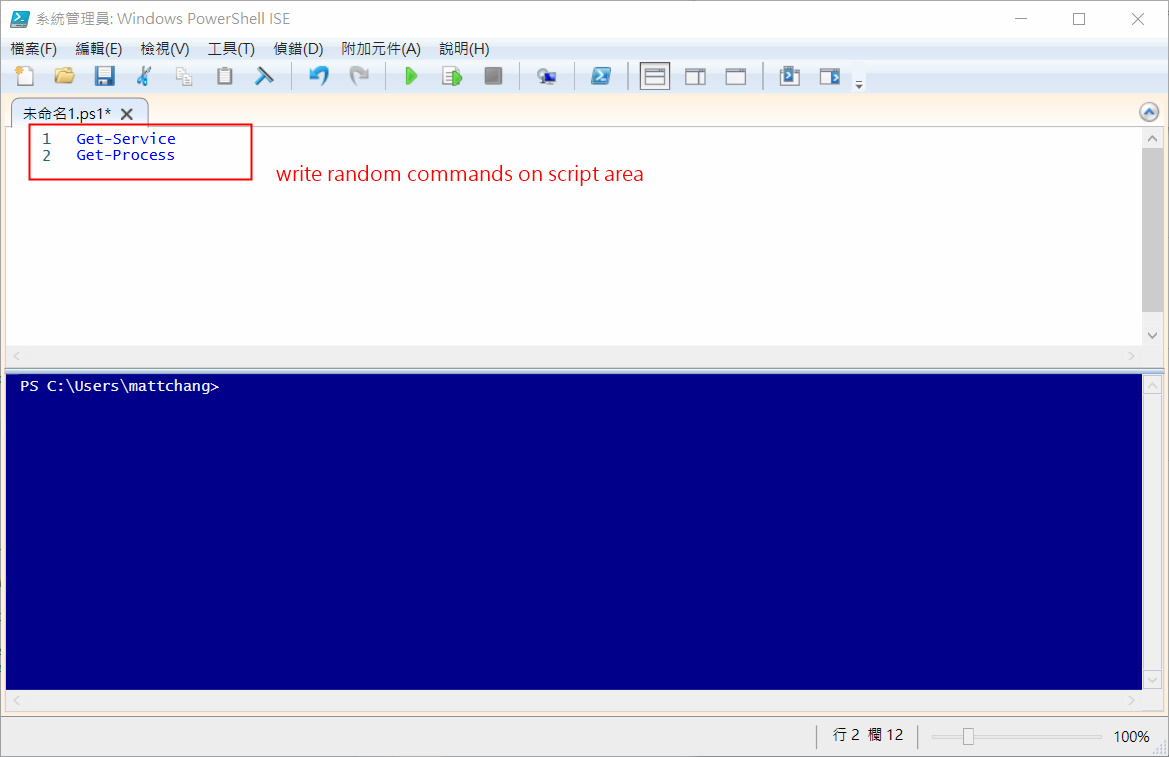 系統管理員: Windows PowerShell ISE
檔案(F) 編輯(E) 檢視(V) 工具(T) 偵錯(D) 附加元件(A) 說明(H)
未命名1.ps1*
1 Get-Service
2 Get-Process
write random commands on script area
PS C:\Users\mattchang>
行 2 欄 12
100%